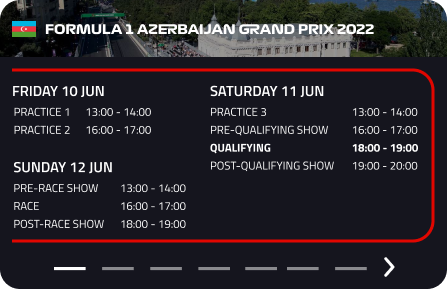 FORMULA 1 AZERBAIJAN GRAND PRIX 2022
FRIDAY 10 JUN
PRACTICE 1 13:00 - 14:00
PRACTICE 2 16:00 - 17:00
SUNDAY 12 JUN
PRE-RACE SHOW 13:00 - 14:00
RACE 16:00 - 17:00
POST-RACE SHOW 18:00 - 19:00
SATURDAY 11 JUN
PRACTICE 3 13:00 - 14:00
PRE-QUALIFYING SHOW 16:00 - 17:00
QUALIFYING 18:00 - 19:00
POST-QUALIFYING SHOW 19:00 - 20:00